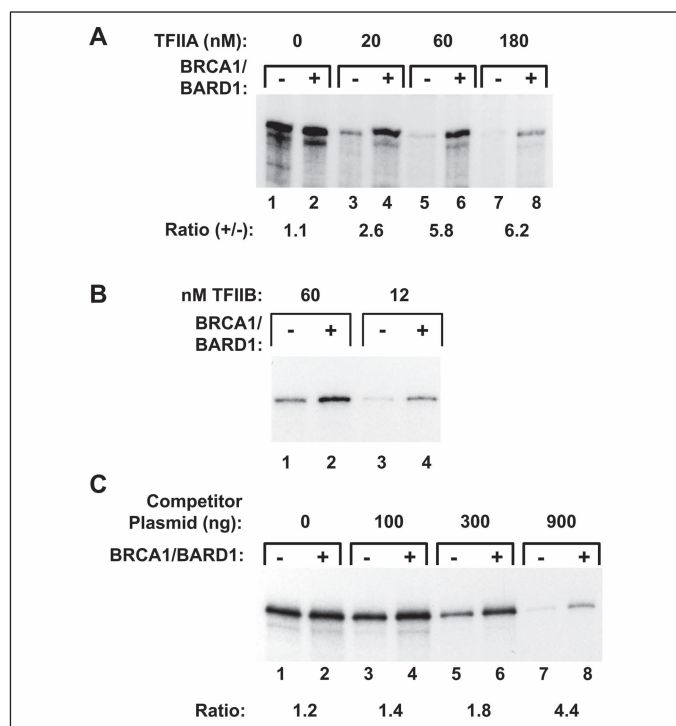 A
TFIIA (nM): 0 20 60 180
BRCA1/
BARD1: - + - + - + - +
1 2 3 4 5 6 7 8
Ratio (+/-): 1.1 2.6 5.8 6.2
B
nM TFIIB: 60 12
BRCA1/
BARD1: - + - +
1 2 3 4
C
Competitor
Plasmid (ng): 0 100 300 900
BRCA1/BARD1: - + - + - + - +
1 2 3 4 5 6 7 8
Ratio: 1.2 1.4 1.8 4.4